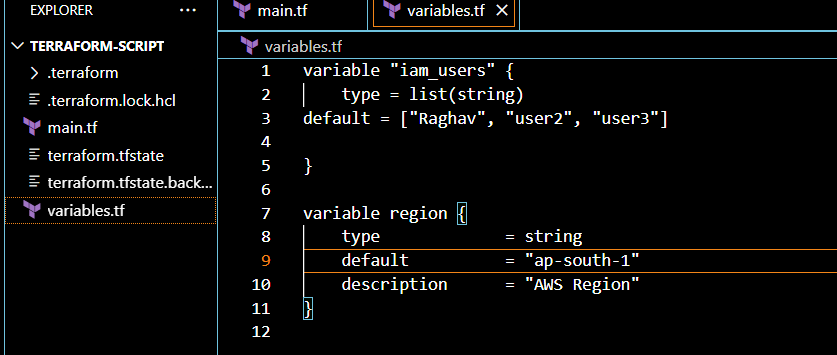 EXPLORER ...
TERRAFORM-SCRIPT
.terraform
.terraform.lock.hcl
main.tf
terraform.tfstate
terraform.tfstate.back...
variables.tf
main.tf
variables.tf
variables.tf
1 variable "iam_users" {
2     type = list(string)
3 default = ["Raghav", "user2", "user3"]
4
5 }
6
7 variable region {
8     type            = string
9     default         = "ap-south-1"
10     description     = "AWS Region"
11 }
12